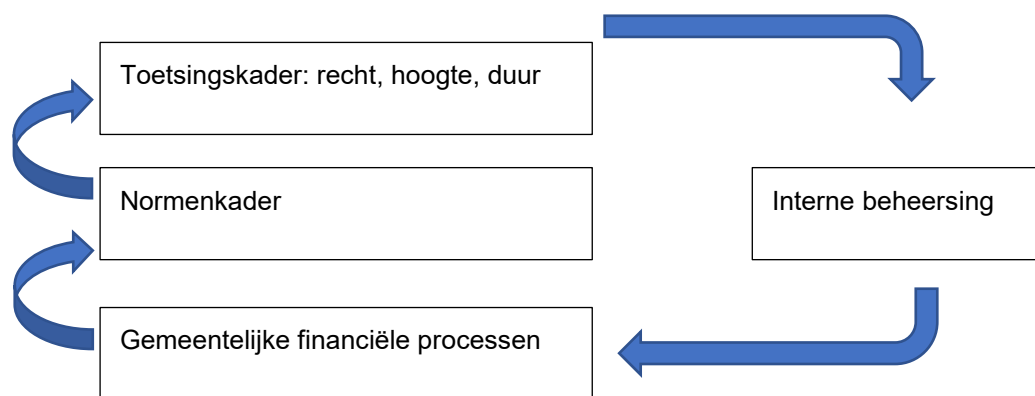 Toetsingskader: recht, hoogte, duur
Normenkader
Interne beheersing
Gemeentelijke financiële processen